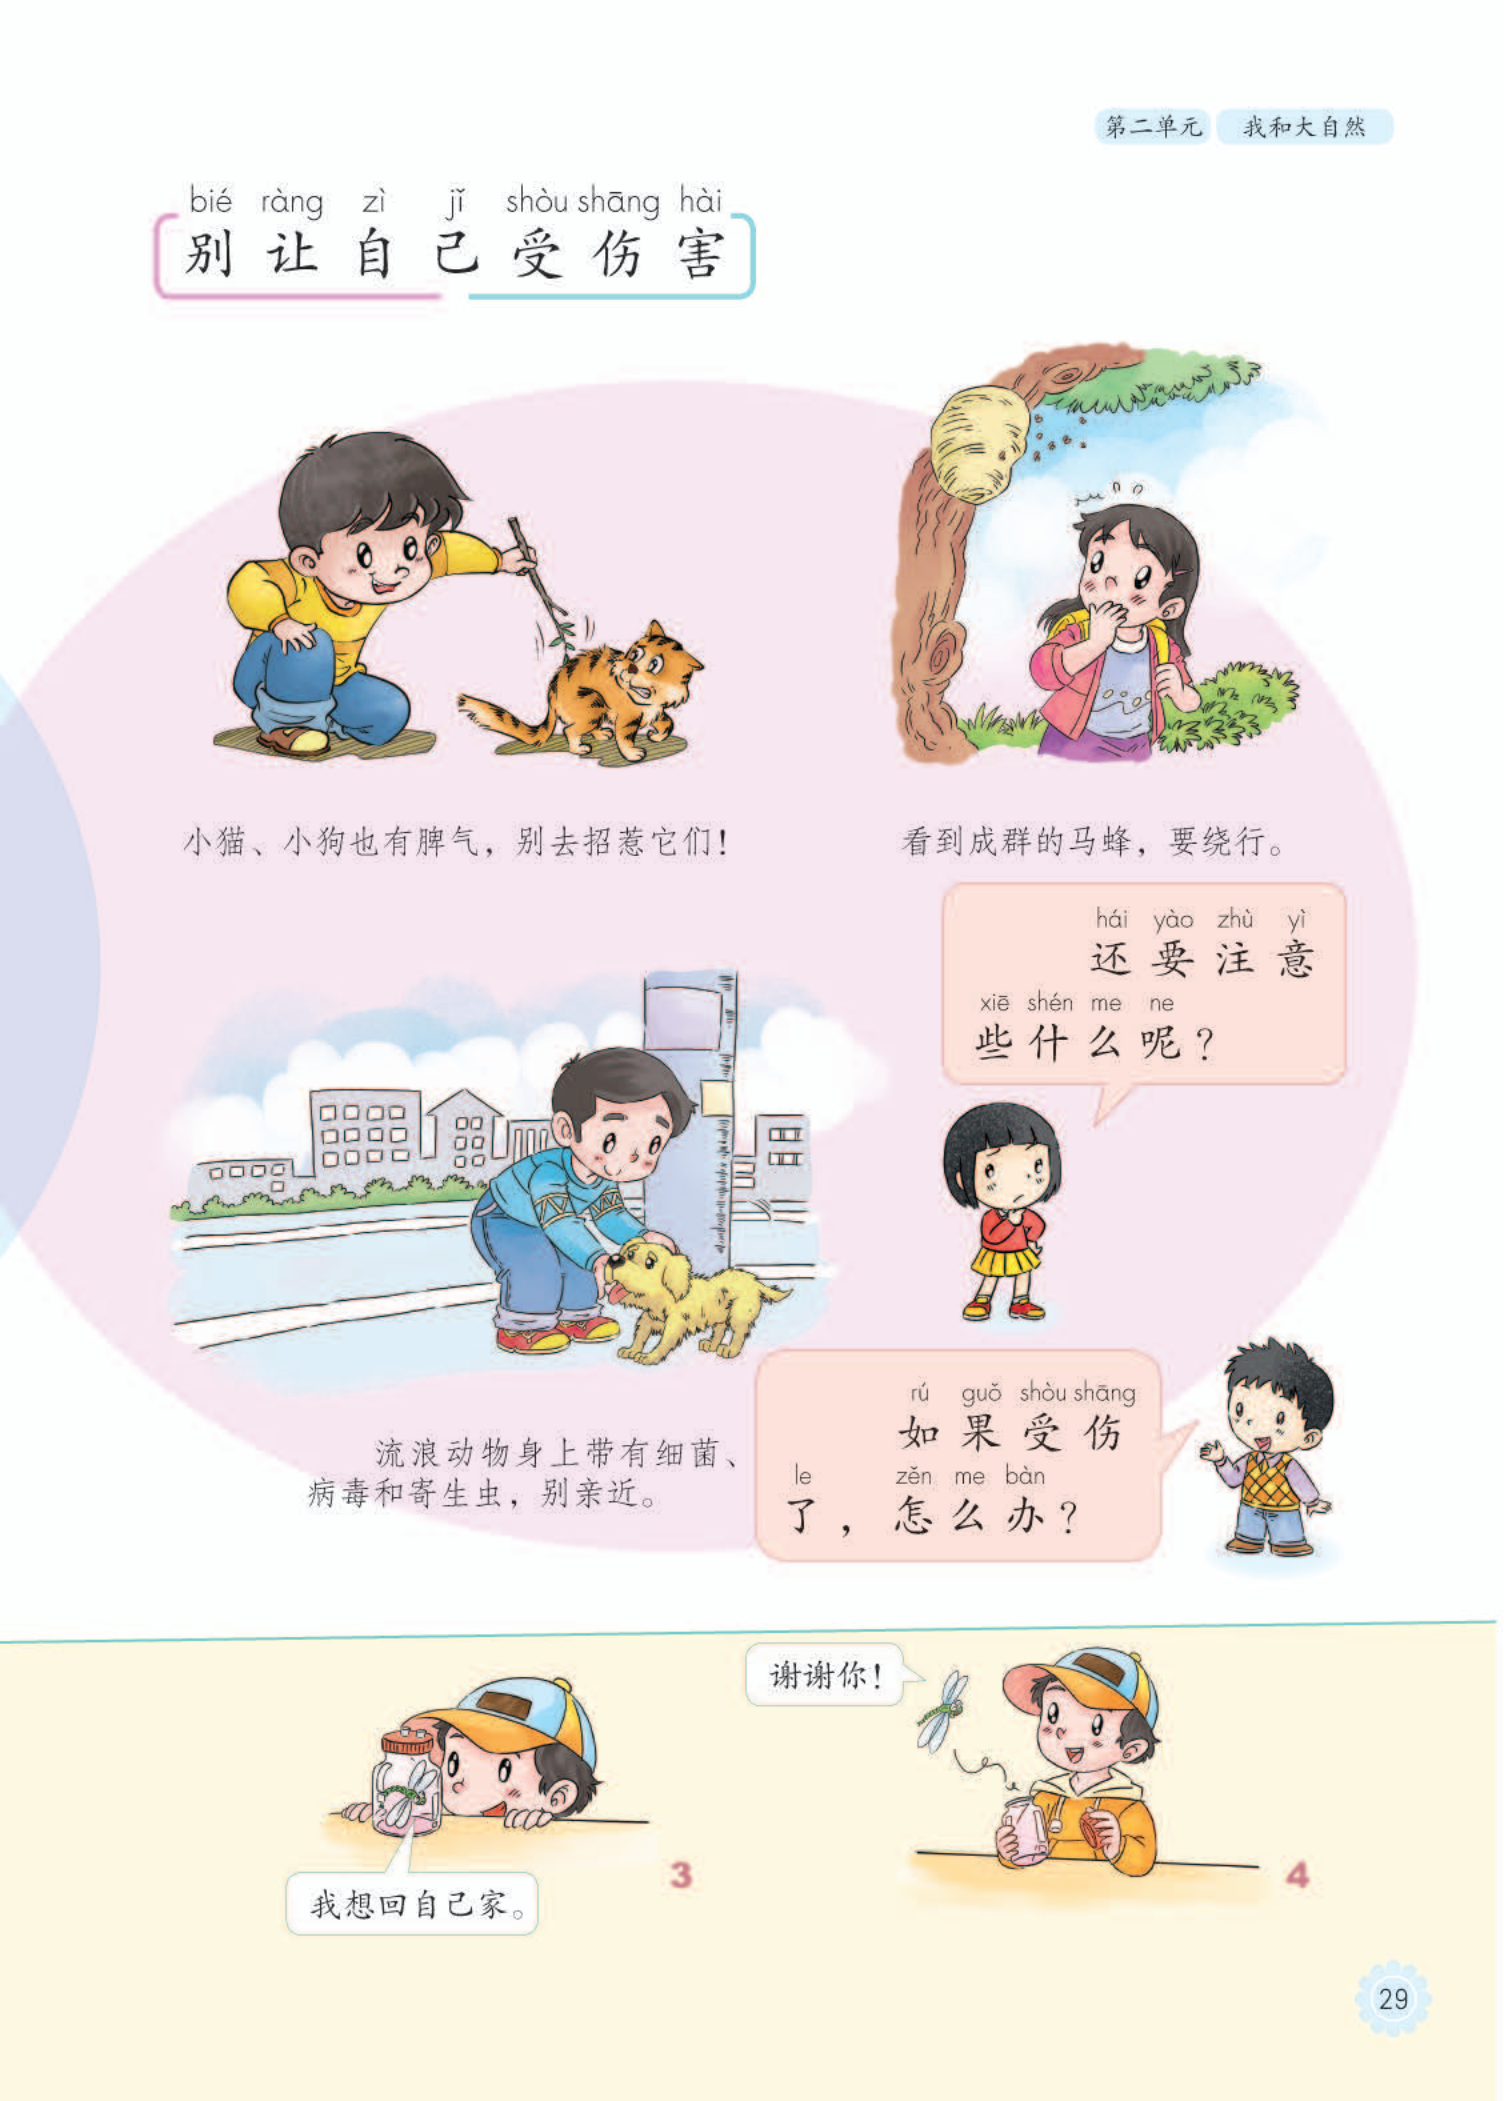 第二单元 我和大自然
bié ràng zì jǐ shòu shāng hài
别让自己受伤害
小猫、小狗也有脾气，别去招惹它们！
看到成群的马蜂，要绕行。
hái yào zhù yì
还要注意
xiē shén me ne
些什么呢？
流浪动物身上带有细菌、
病毒和寄生虫，别亲近。
rú guǒ shòu shāng
如果受伤
le zěn me bàn
了，怎么办？
我想回自己家。
3
谢谢你！
4
29